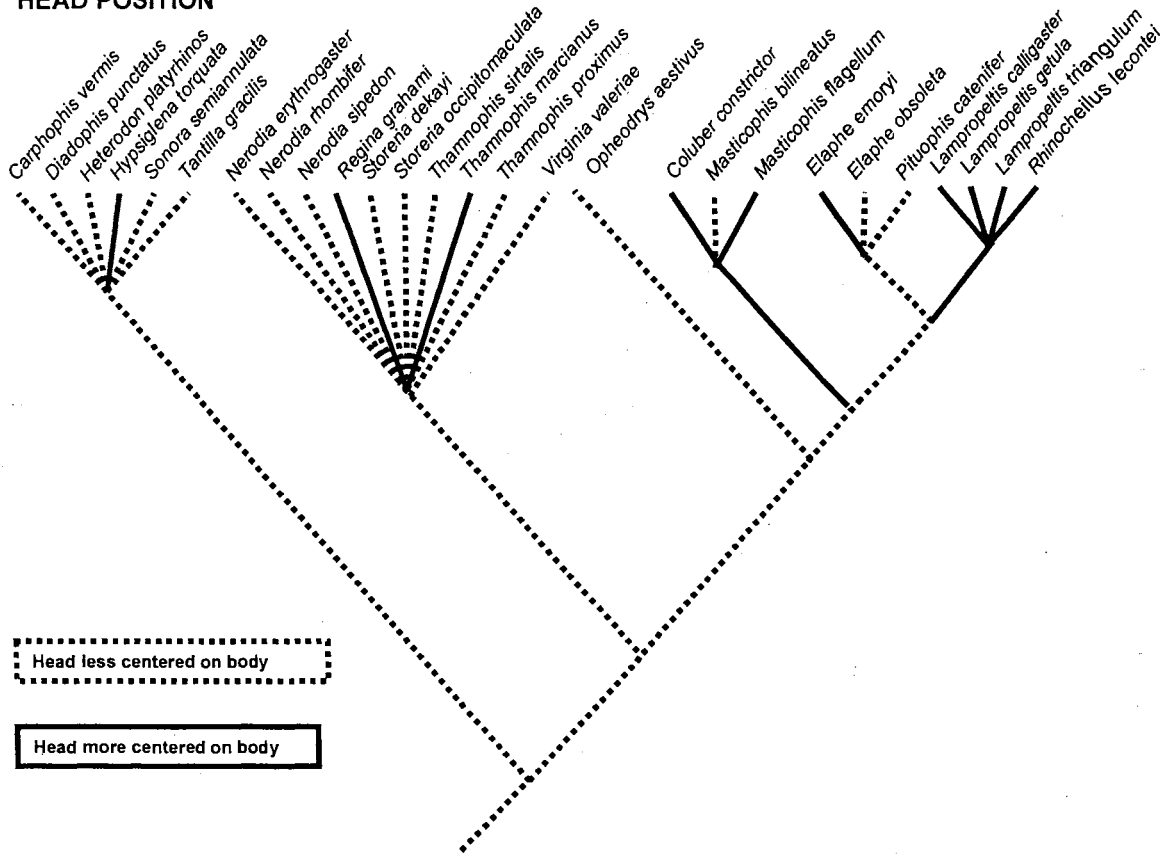 HEAD POSITION
Carphophis vermis
Diadophis punctatus
Heterodon platyrhinos
Hypsiglena torquata
Sonora semiannulata
Tantilla gracilis
Nerodia erythrogaster
Nerodia rhombifer
Nerodia sipedon
Regina grahami
Storeria dekayi
Storeria occipitomaculata
Thamnophis sirtalis
Thamnophis marcianus
Thamnophis proximus
Virginia valeriae
Opheodrys aestivus
Coluber constrictor
Masticophis bilineatus
Masticophis flagellum
Elaphe emoryi
Elaphe obsoleta
Pituophis catenifer
Lampropeltis calligaster
Lampropeltis getula
Lampropeltis triangulum
Rhinocheilus lecontei
Head less centered on body
Head more centered on body